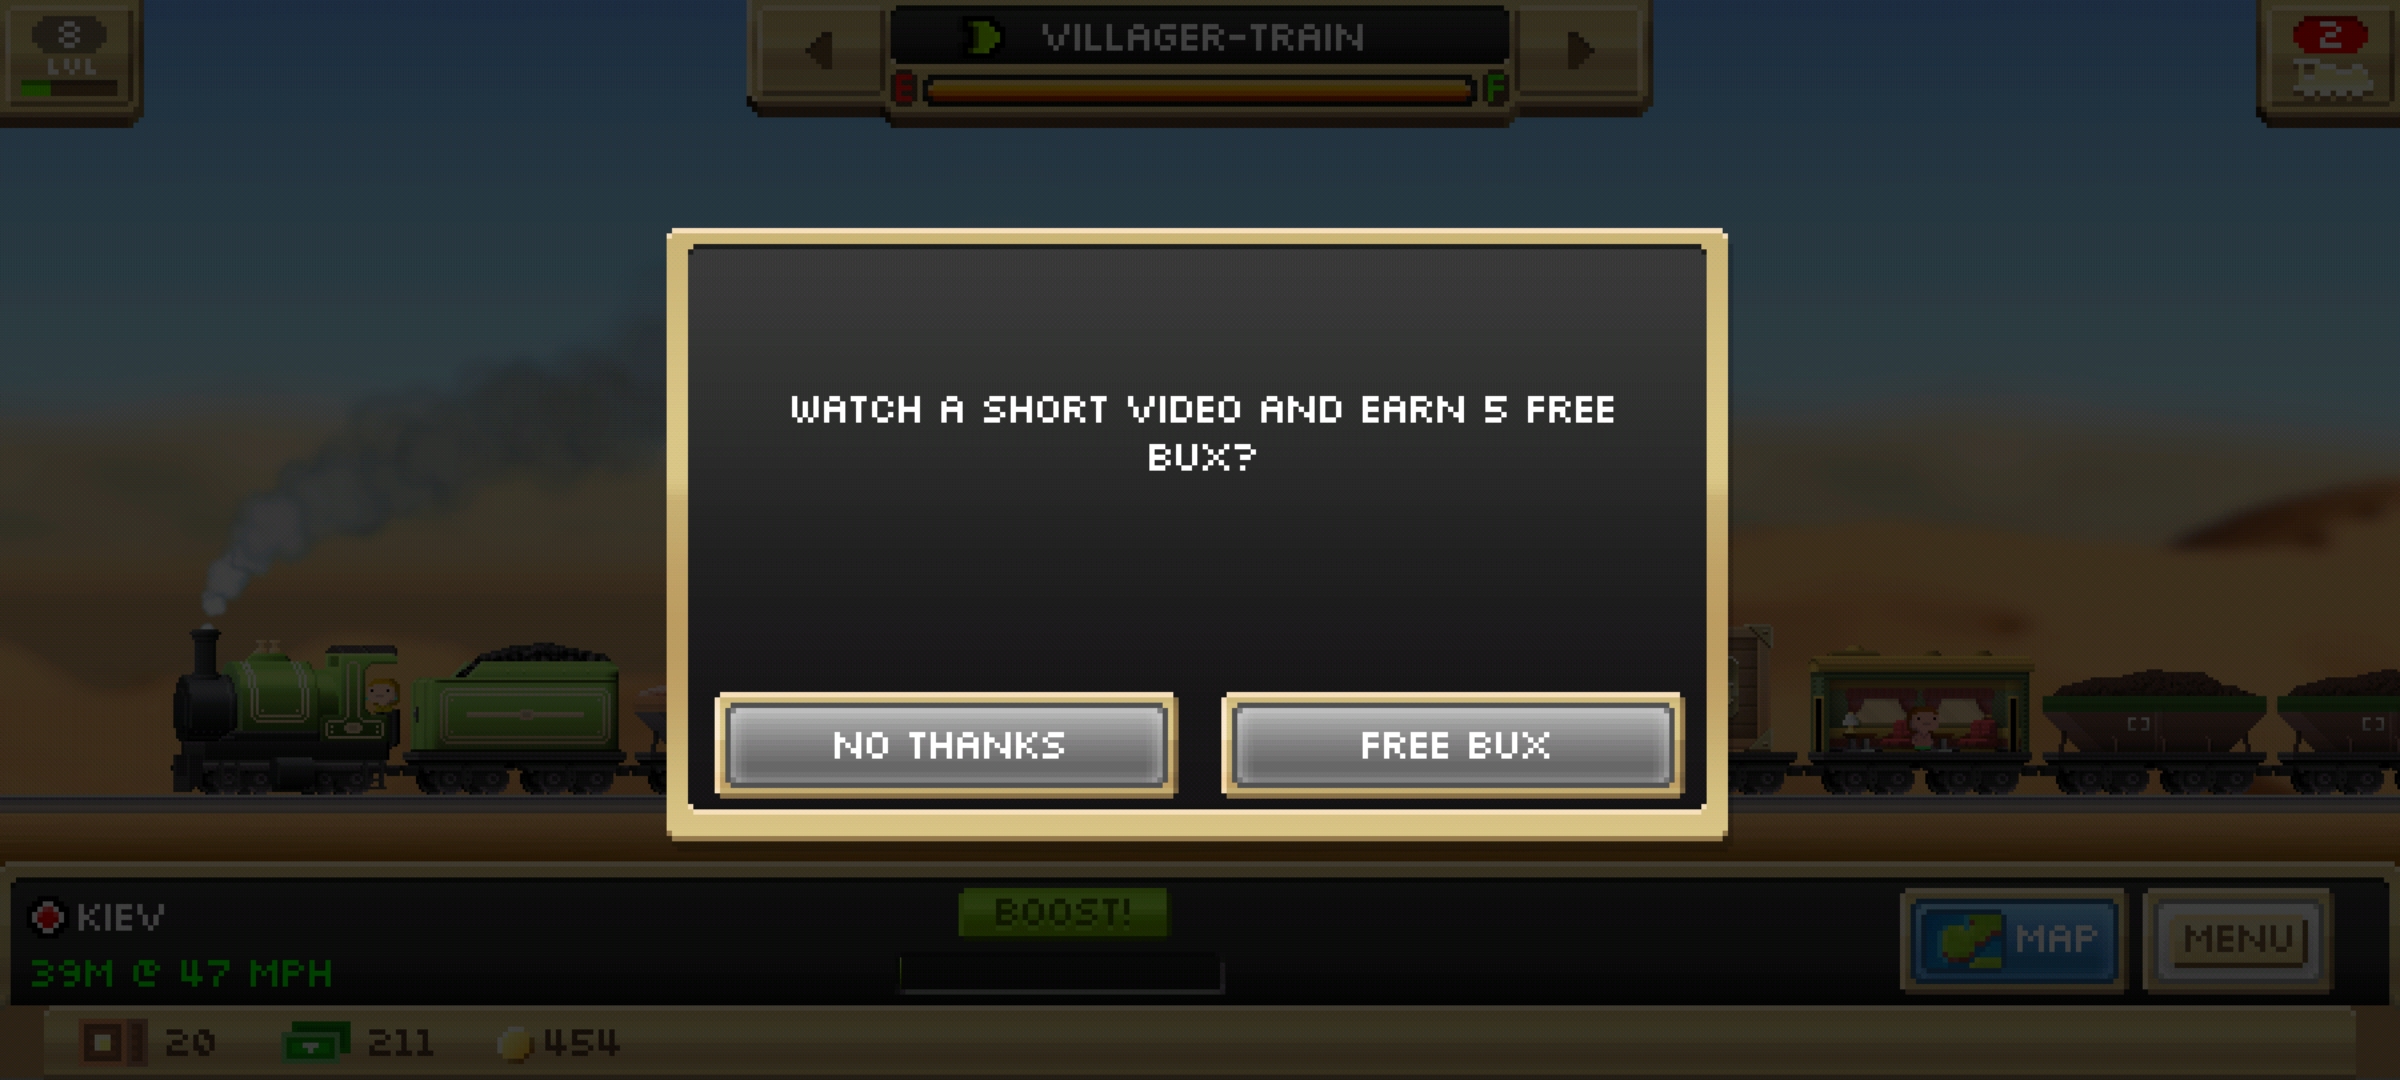 8
LVL
VILLAGER-TRAIN
E F
2
WATCH A SHORT VIDEO AND EARN 5 FREE
BUX?
NO THANKS
FREE BUX
KIEV
39M @ 47 MPH
BOOST!
MAP
MENU
20
211
454